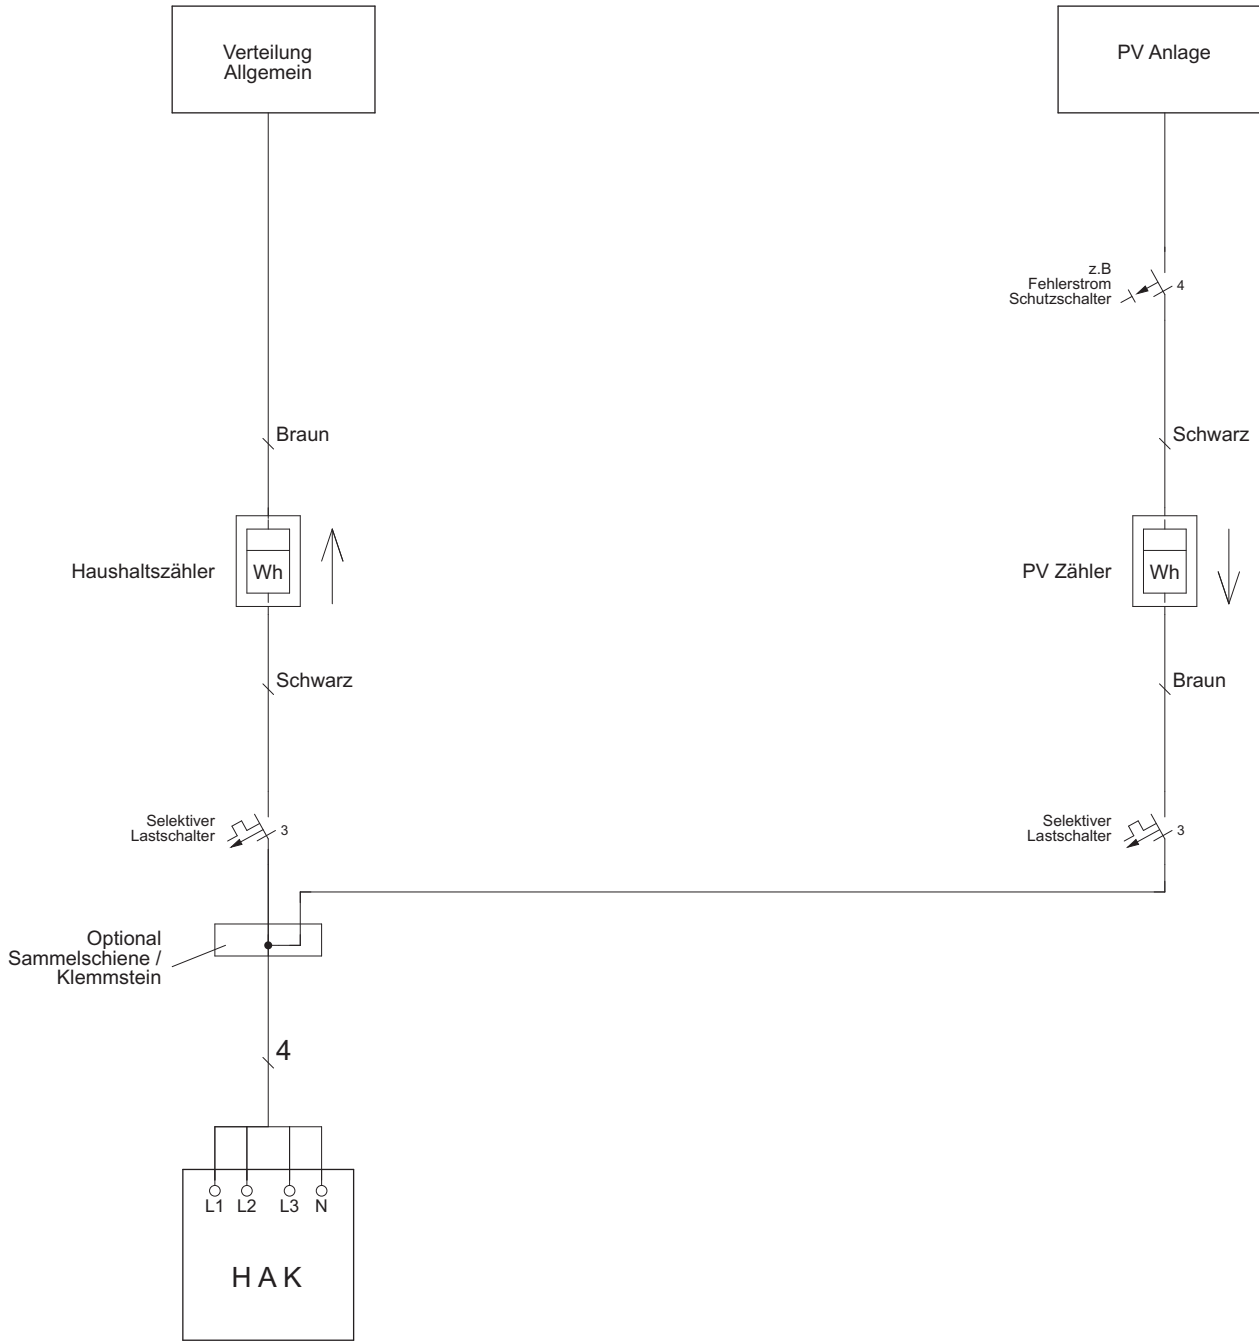 Verteilung
Allgemein
PV Anlage
z.B
Fehlerstrom
Schutzschalter
4
Braun
Schwarz
Haushaltszähler
Wh
PV Zähler
Wh
Schwarz
Braun
Selektiver
Lastschalter
3
Selektiver
Lastschalter
3
Optional
Sammelschiene /
Klemmstein
4
L1 L2 L3 N
HAK